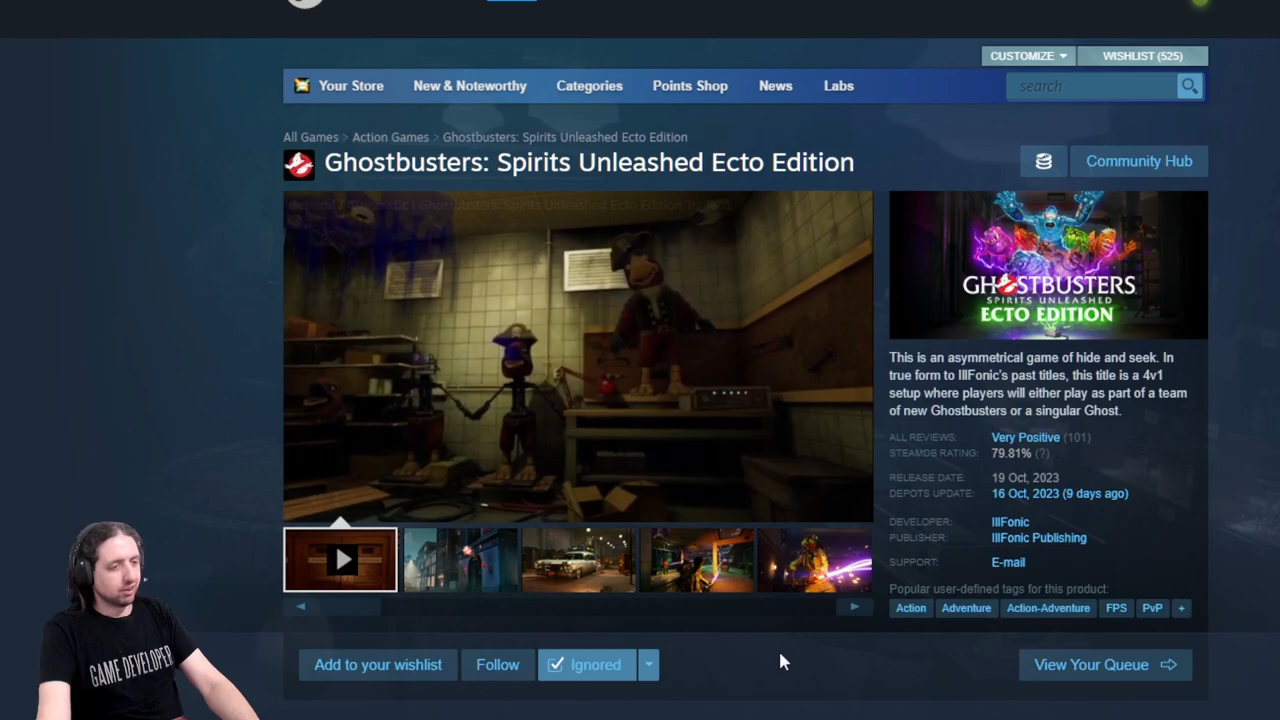 CUSTOMIZE
WISHLIST (525)
Your Store
New & Noteworthy
Categories
Points Shop
News
Labs
search
All Games > Action Games > Ghostbusters: Spirits Unleashed Ecto Edition
Ghostbusters: Spirits Unleashed Ecto Edition
Community Hub
GHOSTBUSTERS
SPIRITS UNLEASHED
ECTO EDITION
This is an asymmetrical game of hide and seek. In
true form to IllFonic's past titles, this title is a 4v1
setup where players will either play as part of a team
of new Ghostbusters or a singular Ghost.
ALL REVIEWS: Very Positive (101)
STEAMDB RATING: 79.81% (?)
RELEASE DATE: 19 Oct, 2023
DEPOTS UPDATE: 16 Oct, 2023 (9 days ago)
DEVELOPER: IllFonic
PUBLISHER: IllFonic Publishing
SUPPORT: E-mail
Popular user-defined tags for this product:
Action Adventure Action-Adventure FPS PvP +
Add to your wishlist
Follow
Ignored
View Your Queue
GAME DEVELOPER